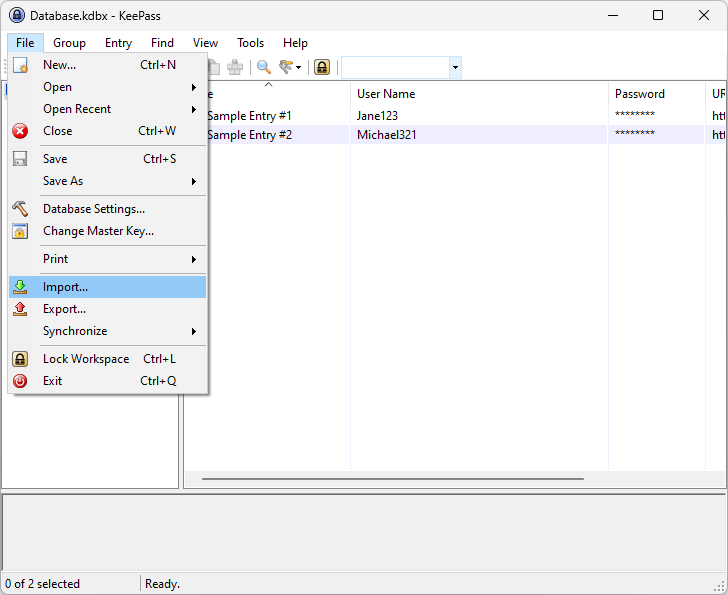 Database.kdbx - KeePass
File Group Entry Find View Tools Help
New... Ctrl+N
Open
Open Recent
Close Ctrl+W
Save Ctrl+S
Save As
Database Settings...
Change Master Key...
Print
Import...
Export...
Synchronize
Lock Workspace Ctrl+L
Exit Ctrl+Q
e User Name Password UR
Sample Entry #1 Jane123 ******** htt
Sample Entry #2 Michael321 ******** htt
0 of 2 selected Ready.